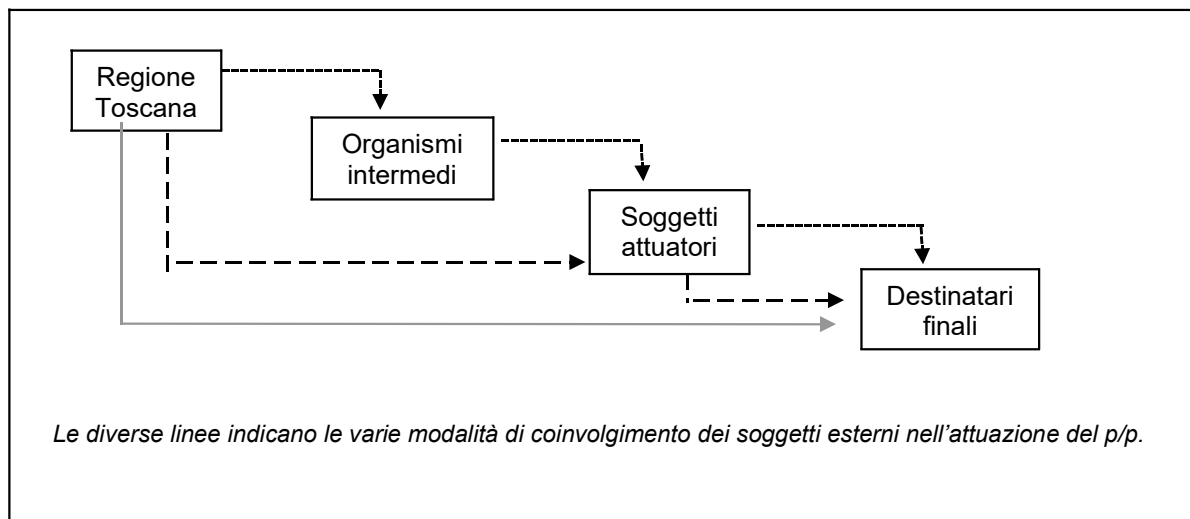 Regione
Toscana
Organismi
intermedi
Soggetti
attuatori
Destinatari
finali
Le diverse linee indicano le varie modalità di coinvolgimento dei soggetti esterni nell’attuazione del p/p.